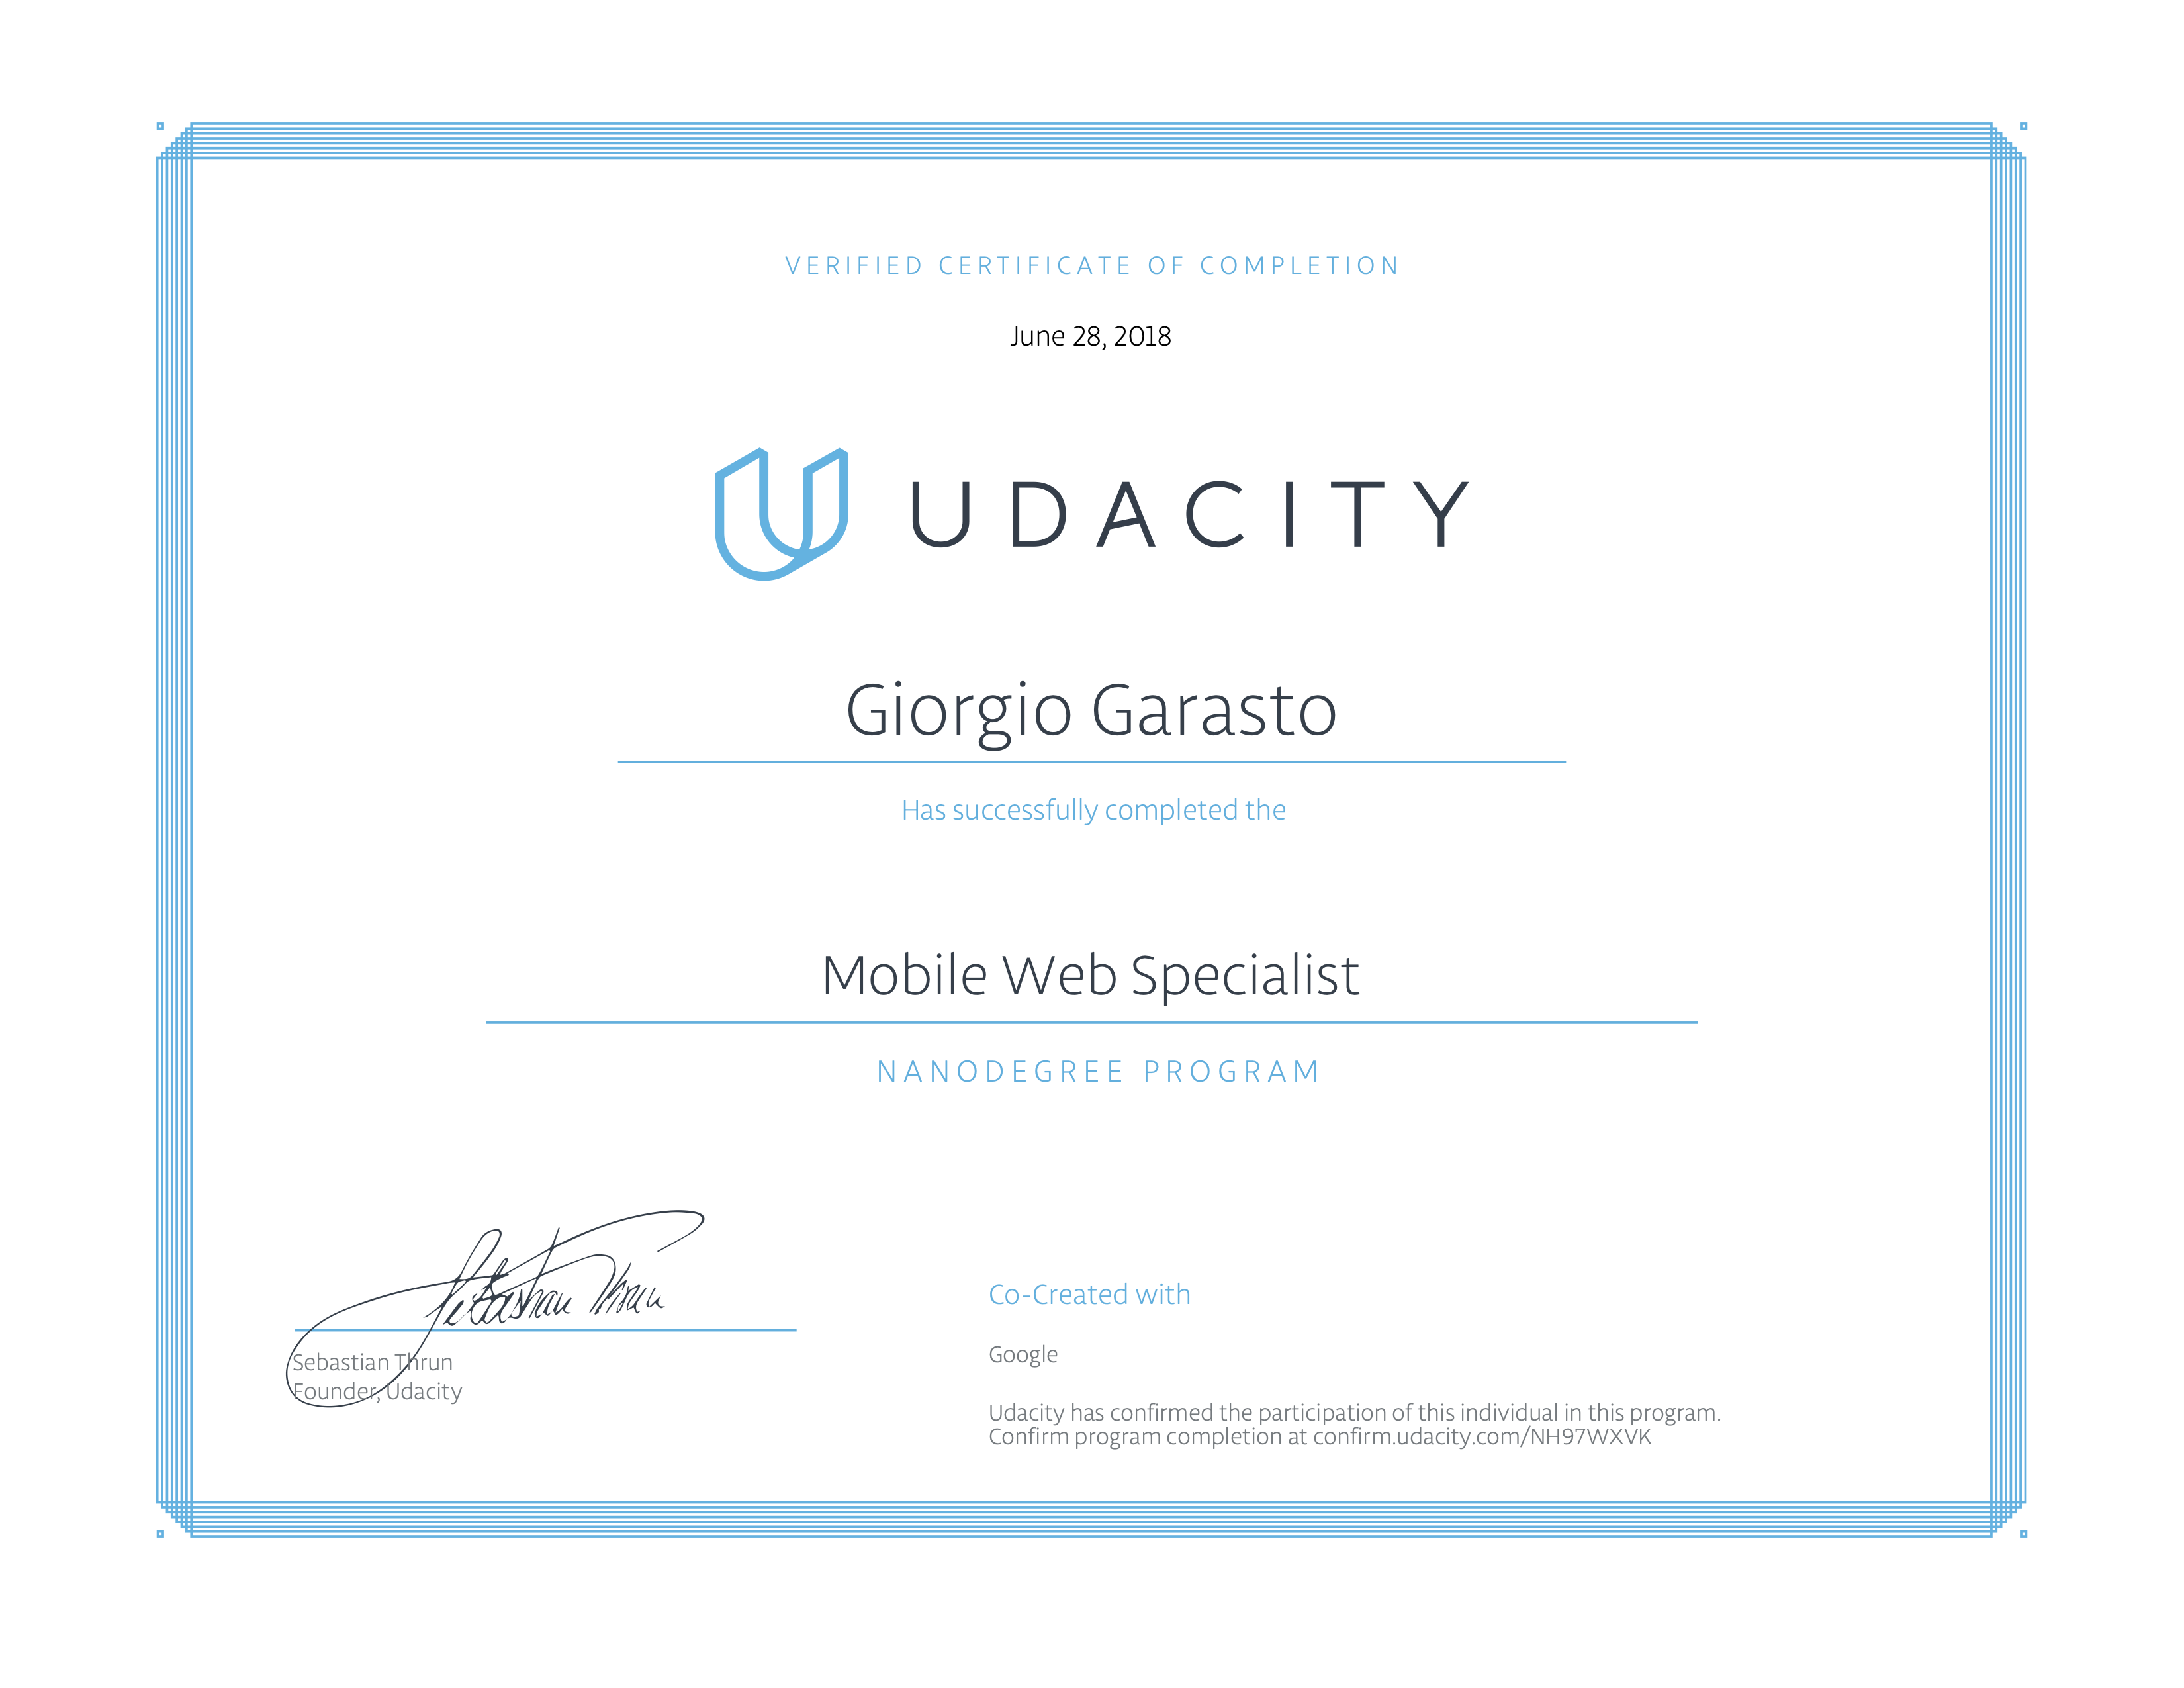 VERIFIED CERTIFICATE OF COMPLETION
June 28, 2018
UDACITY
Giorgio Garasto
Has successfully completed the
Mobile Web Specialist
NANODEGREE PROGRAM
Sebastian Thrun
Sebastian Thrun
Founder, Udacity
Co-Created with
Google
Udacity has confirmed the participation of this individual in this program.
Confirm program completion at confirm.udacity.com/NH97WXVK